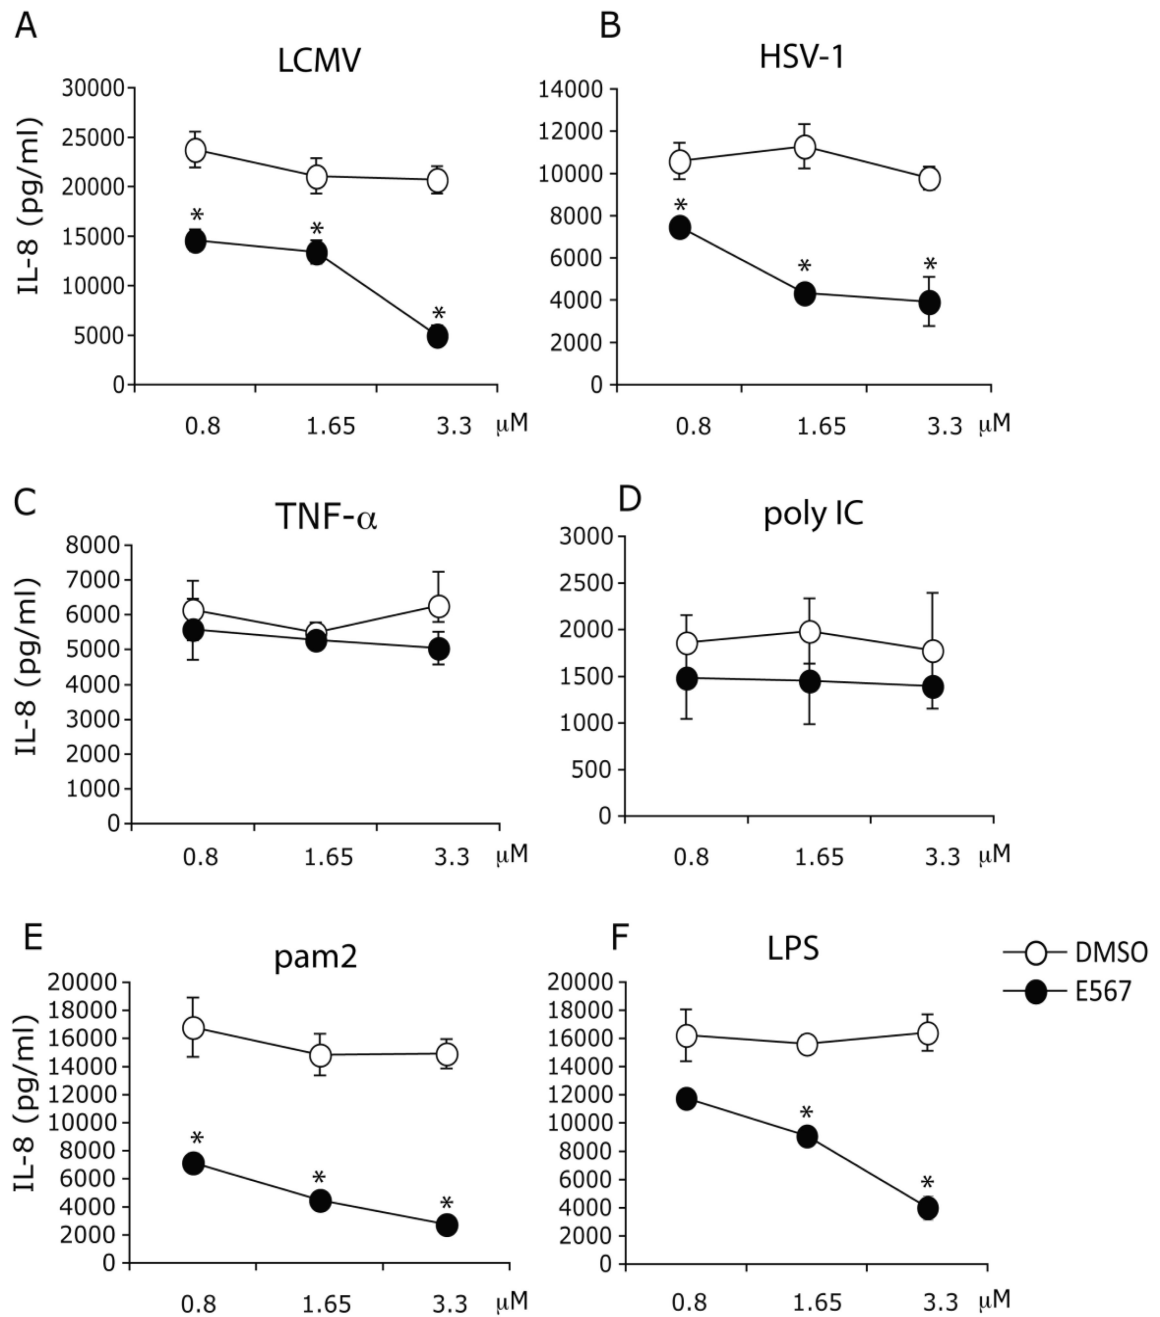 A
LCMV
IL-8 (pg/ml)
30000
25000
20000
15000
10000
5000
0
0.8 1.65 3.3 µM
*
*
*
B
HSV-1
14000
12000
10000
8000
6000
4000
2000
0
0.8 1.65 3.3 µM
*
*
*
C
TNF-α
IL-8 (pg/ml)
8000
7000
6000
5000
4000
3000
2000
1000
0
0.8 1.65 3.3 µM
D
poly IC
3000
2500
2000
1500
1000
500
0
0.8 1.65 3.3 µM
E
pam2
IL-8 (pg/ml)
20000
18000
16000
14000
12000
10000
8000
6000
4000
2000
0
0.8 1.65 3.3 µM
*
*
*
F
LPS
20000
18000
16000
14000
12000
10000
8000
6000
4000
2000
0
0.8 1.65 3.3 µM
*
*
DMSO
E567